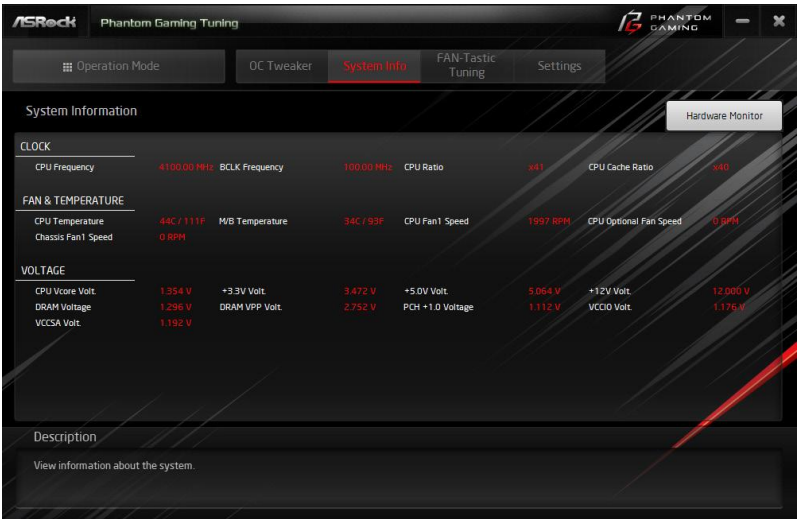 ASRock Phantom Gaming Tuning PHANTOM GAMING
Operation Mode OC Tweaker System Info FAN-Tastic Tuning Settings
System Information Hardware Monitor
CLOCK
CPU Frequency 4100.00 MHz BCLK Frequency 100.00 MHz CPU Ratio x41 CPU Cache Ratio x40
FAN & TEMPERATURE
CPU Temperature 44C / 111F M/B Temperature 34C / 93F CPU Fan1 Speed 1997 RPM CPU Optional Fan Speed 0 RPM
Chassis Fan1 Speed 0 RPM
VOLTAGE
CPU Vcore Volt. 1.354 V +3.3V Volt. 3.472 V +5.0V Volt. 5.064 V +12V Volt. 12.000 V
DRAM Voltage 1.296 V DRAM VPP Volt. 2.752 V PCH +1.0 Voltage 1.112 V VCCIO Volt. 1.176 V
VCCSA Volt. 1.192 V
Description
View information about the system.